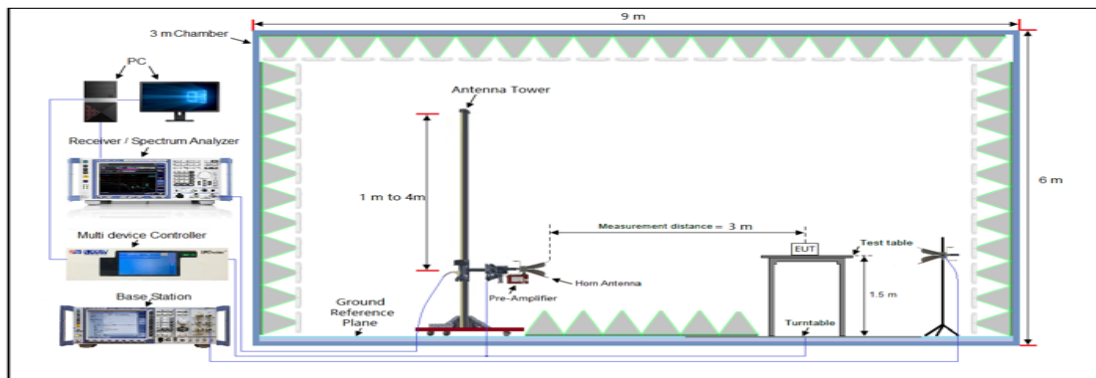 9 m
3 m Chamber
PC
Antenna Tower
Receiver / Spectrum Analyzer
6 m
1 m to 4m
Measurement distance = 3 m
Multi device Controller
EUT
Test table
Horn Antenna
Pre-Amplifier
1.5 m
Base Station
Ground
Reference
Plane
Turntable